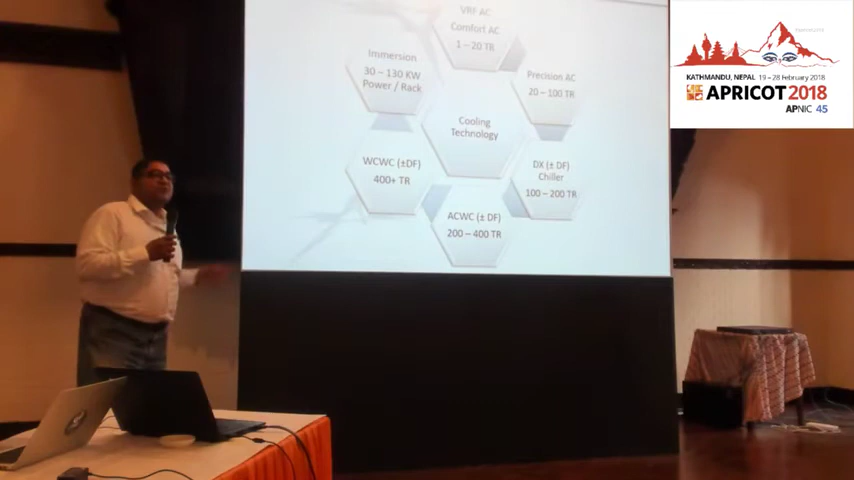 VRF AC
Comfort AC
1 – 20 TR
Precision AC
20 – 100 TR
DX (± DF)
Chiller
100 – 200 TR
ACWC (± DF)
200 – 400 TR
WCWC (±DF)
400+ TR
Immersion
30 – 130 KW
Power / Rack
Cooling
Technology
KATHMANDU, NEPAL 19 – 28 February 2018
APRICOT 2018
APNIC 45